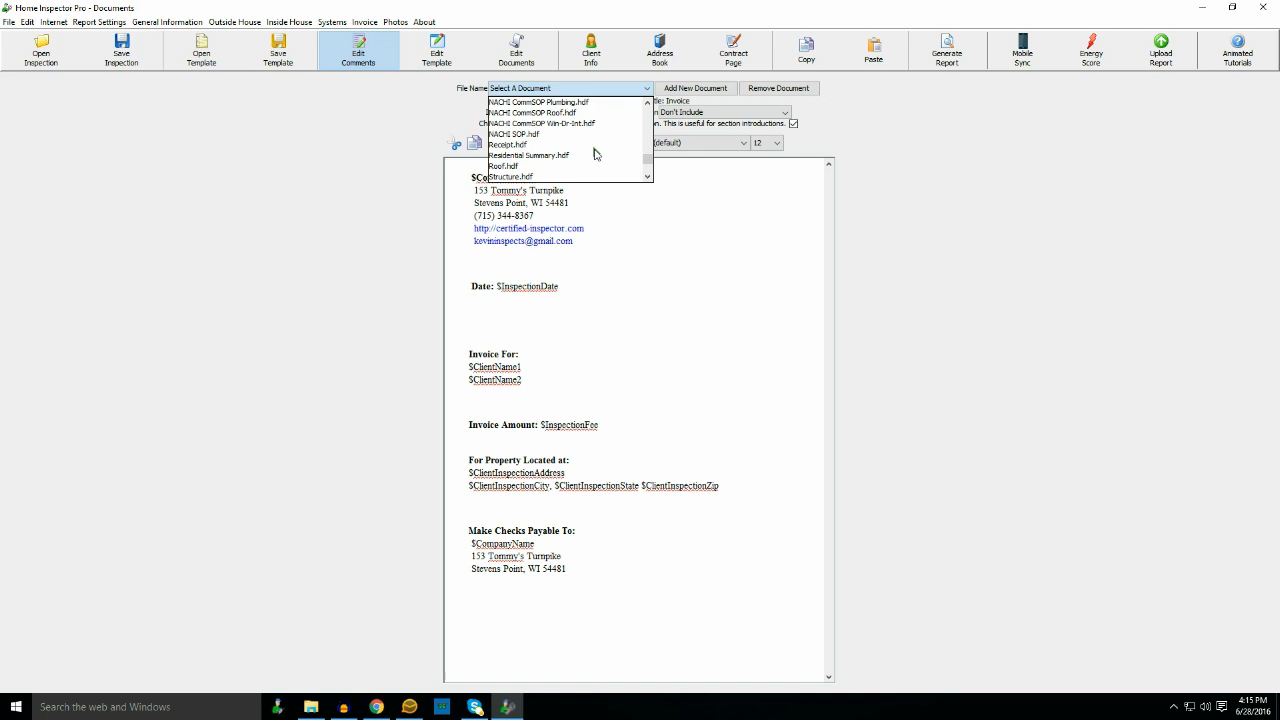 Home Inspector Pro - Documents
File Edit Internet Report Settings General Information Outside House Inside House Systems Invoice Photos About
Open Inspection
Save Inspection
Open Template
Save Template
Edit Comments
Edit Template
Edit Documents
Client Info
Address Book
Contract Page
Copy
Paste
Generate Report
Mobile Sync
Energy Score
Upload Report
Animated Tutorials
File Name Select A Document
Add New Document
Remove Document
NACHI CommSOP Plumbing.hdf
NACHI CommSOP Roof.hdf
NACHI CommSOP Win-Dr-Int.hdf
NACHI SOP.hdf
Receipt.hdf
Residential Summary.hdf
Roof.hdf
Structure.hdf
tle: Invoice
n Don't Include
on. This is useful for section introductions.
(default) 12
$Co
153 Tommy's Turnpike
Stevens Point, WI 54481
(715) 344-8367
http://certified-inspector.com
kevininspects@gmail.com
Date: $InspectionDate
Invoice For:
$ClientName1
$ClientName2
Invoice Amount: $InspectionFee
For Property Located at:
$ClientInspectionAddress
$ClientInspectionCity, $ClientInspectionState $ClientInspectionZip
Make Checks Payable To:
$CompanyName
153 Tommy's Turnpike
Stevens Point, WI 54481
Search the web and Windows
4:15 PM
6/28/2016